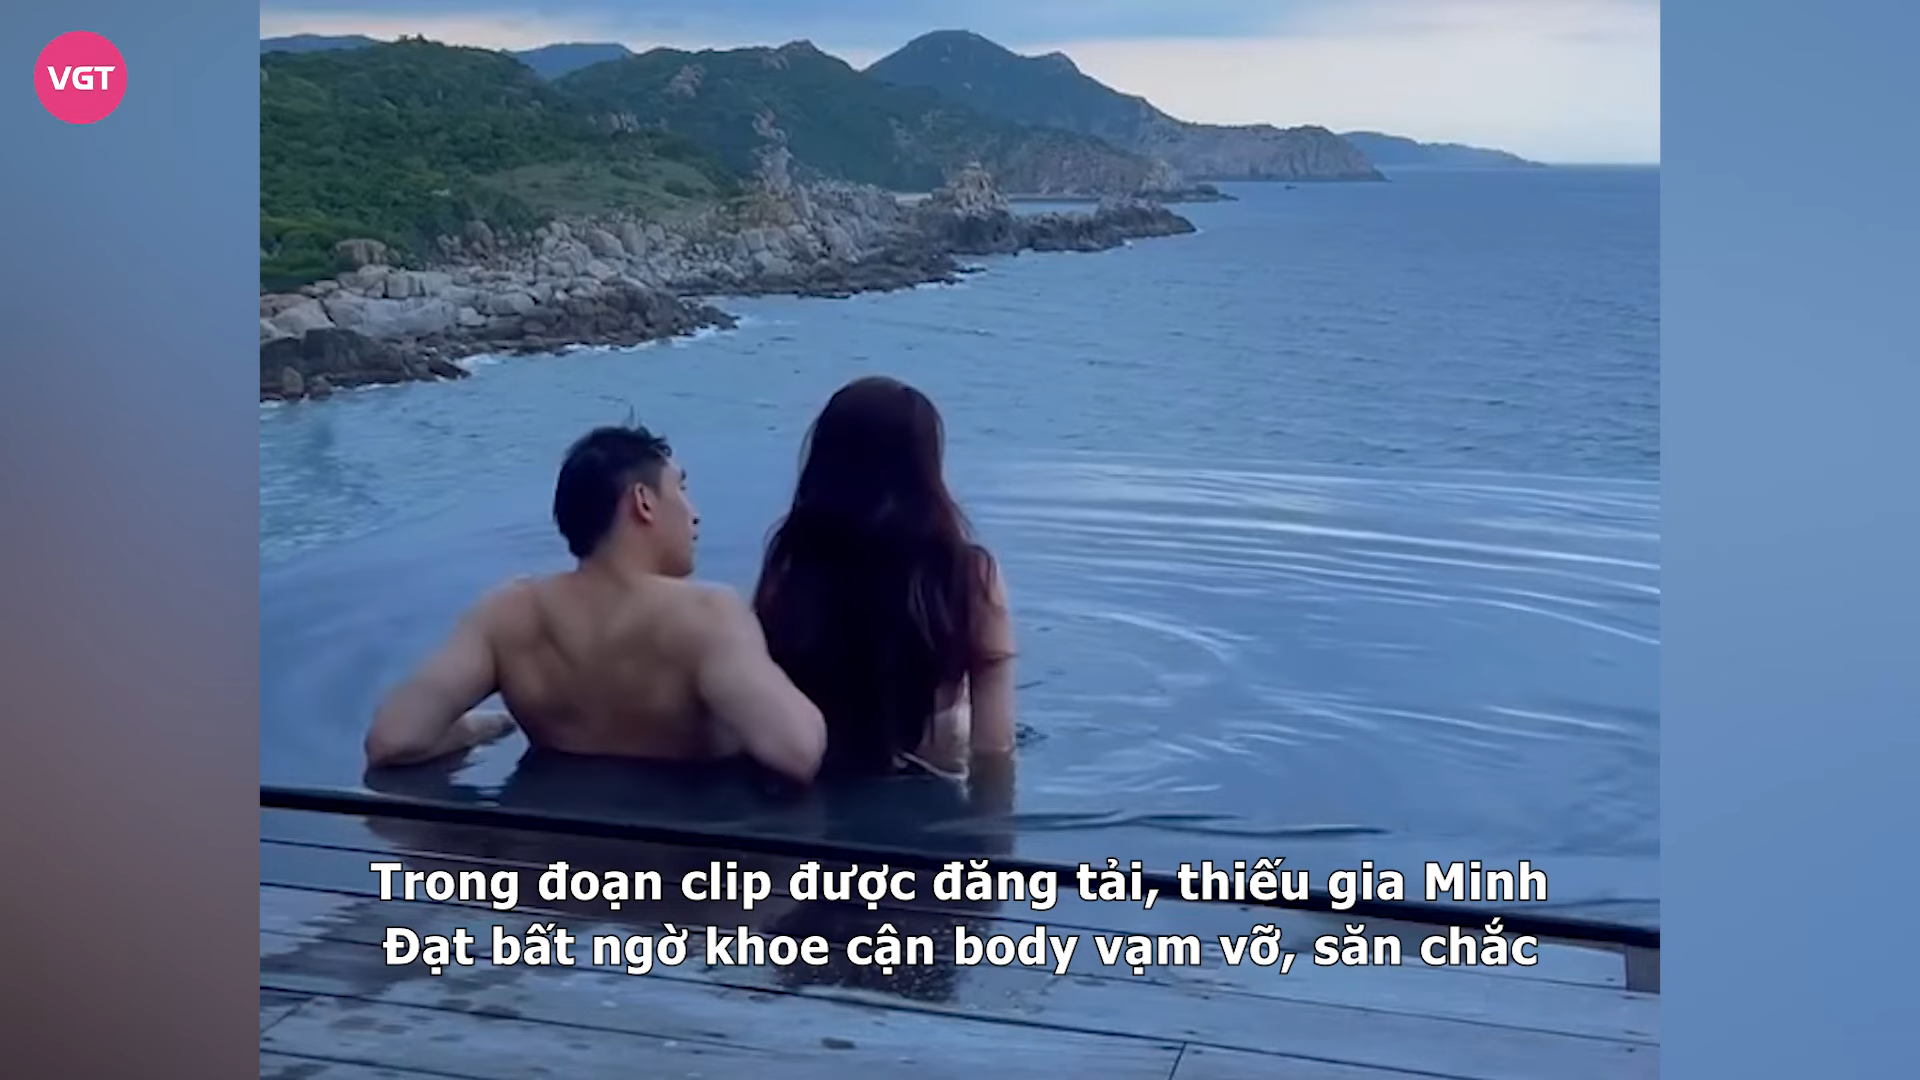 VGT
Trong đoạn clip được đăng tải, thiếu gia Minh
Đạt bất ngờ khoe cận body vạm vỡ, săn chắc